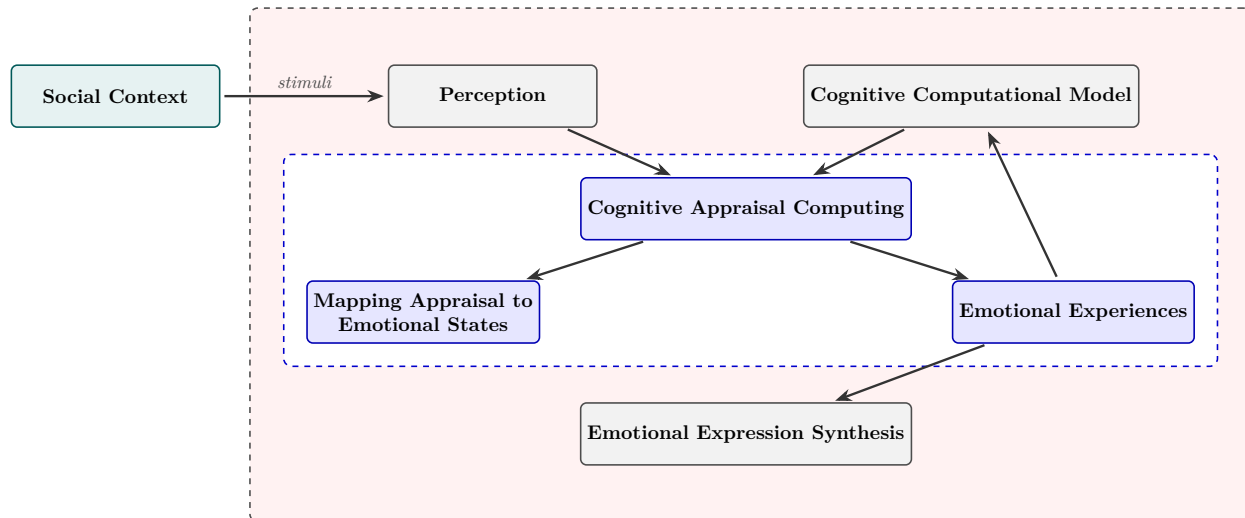 Social Context
stimuli
Perception
Cognitive Computational Model
Cognitive Appraisal Computing
Mapping Appraisal to
Emotional States
Emotional Experiences
Emotional Expression Synthesis